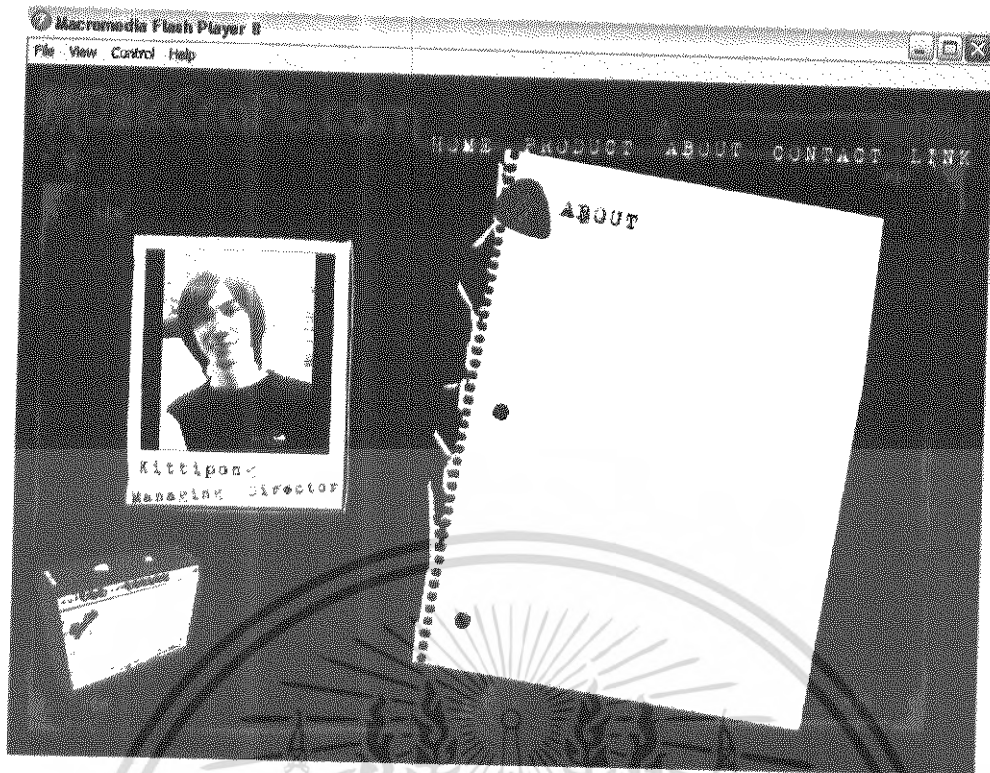 Macromedia Flash Player 8
File View Control Help
HOME PRODUCT ABOUT CONTACT LINK
ABOUT
Kittipong
Managing Director